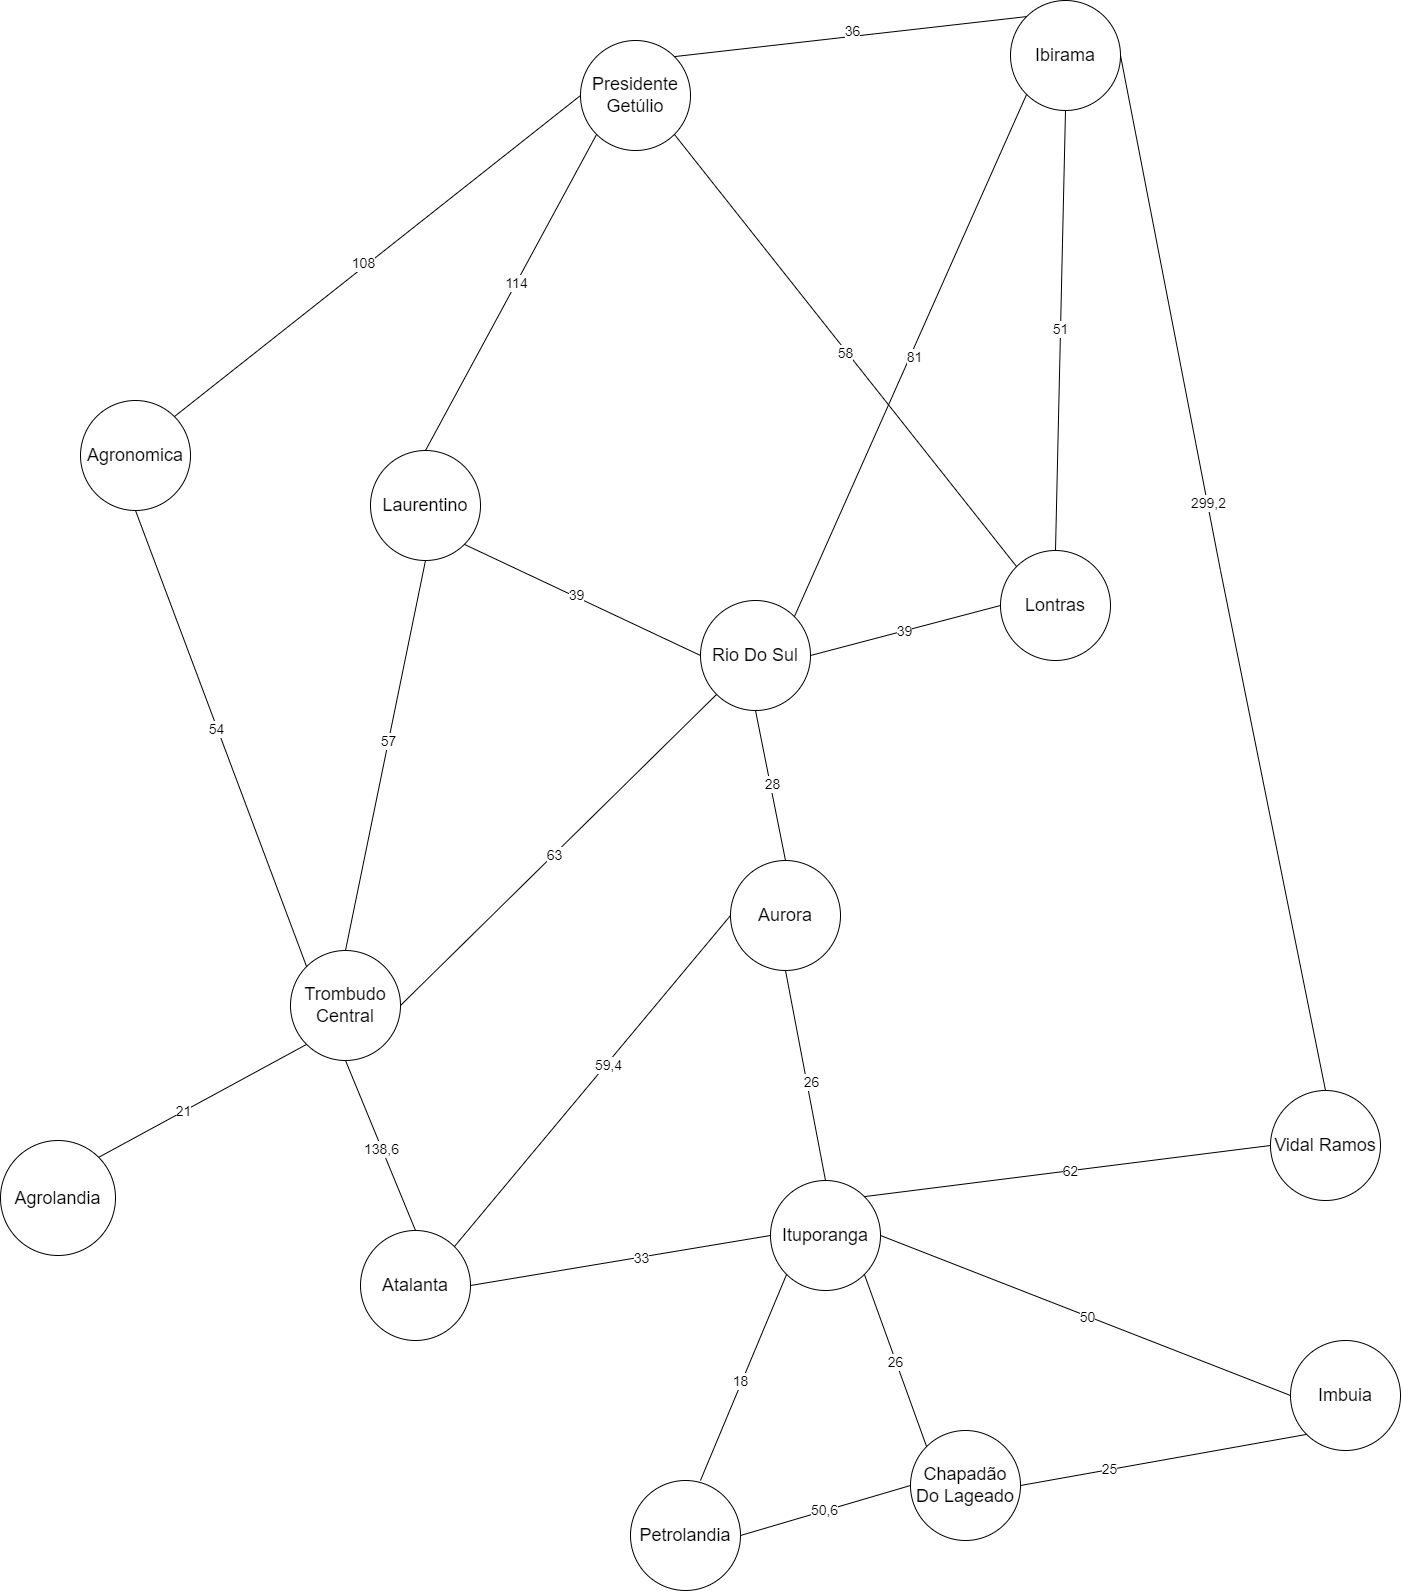 36
Ibirama
Presidente
Getúlio
108
114
58
81
51
Agronomica
Laurentino
299,2
39
Lontras
39
Rio Do Sul
54
57
28
63
Aurora
Trombudo
Central
59,4
26
21
138,6
Vidal Ramos
62
Agrolandia
Ituporanga
33
Atalanta
50
26
18
Imbuia
25
Chapadão
Do Lageado
50,6
Petrolandia